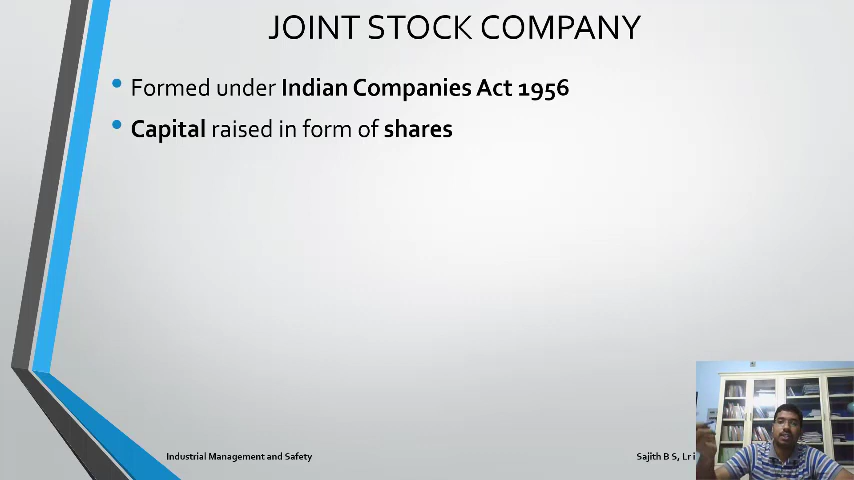 JOINT STOCK COMPANY
Formed under Indian Companies Act 1956
Capital raised in form of shares
Industrial Management and Safety
Sajith B S, Lr i